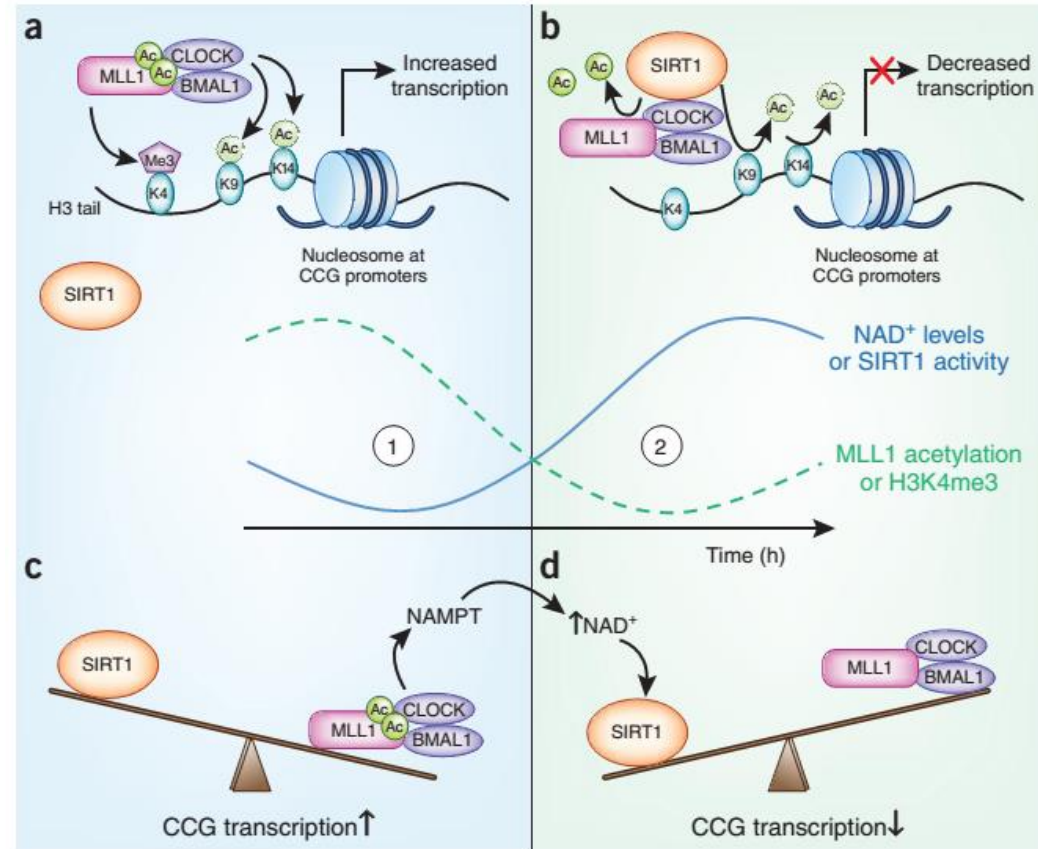 a
Ac
CLOCK
MLL1
Ac
BMAL1
Increased
transcription
Me3
Ac
Ac
K4
K9
K14
H3 tail
Nucleosome at
CCG promoters
SIRT1
b
Ac
Ac
SIRT1
CLOCK
MLL1
BMAL1
Ac
Ac
Decreased
transcription
K4
K9
K14
Nucleosome at
CCG promoters
NAD+ levels
or SIRT1 activity
1
2
MLL1 acetylation
or H3K4me3
Time (h)
c
SIRT1
NAMPT
Ac
CLOCK
MLL1
Ac
BMAL1
CCG transcription↑
d
↑NAD+
SIRT1
MLL1
CLOCK
BMAL1
CCG transcription↓